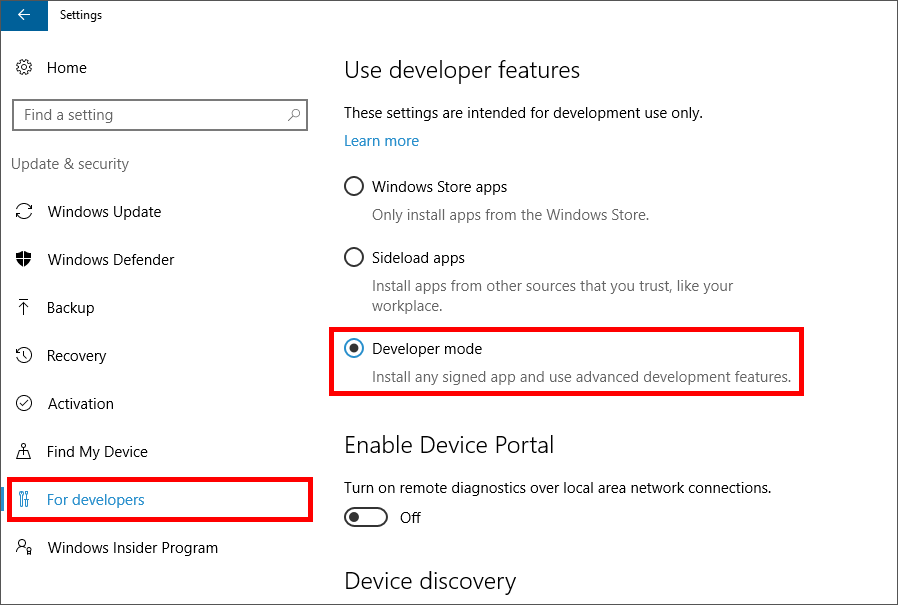 Settings
Home
Find a setting
Update & security
Windows Update
Windows Defender
Backup
Recovery
Activation
Find My Device
For developers
Windows Insider Program
Use developer features
These settings are intended for development use only.
Learn more
Windows Store apps
Only install apps from the Windows Store.
Sideload apps
Install apps from other sources that you trust, like your
workplace.
Developer mode
Install any signed app and use advanced development features.
Enable Device Portal
Turn on remote diagnostics over local area network connections.
Off
Device discovery